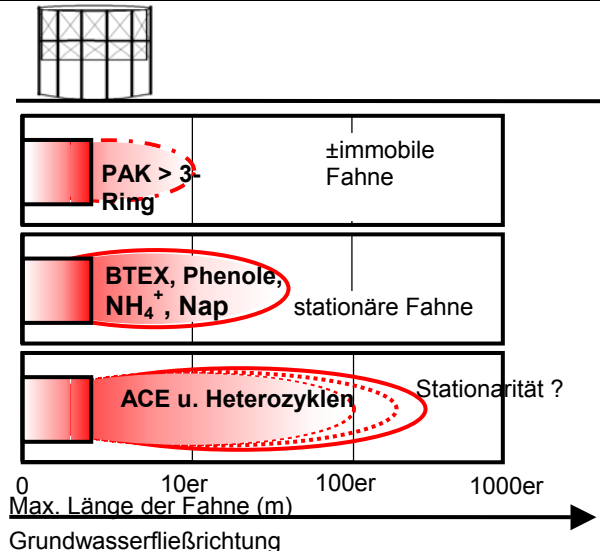 ±immobile
Fahne
PAK > 3-
Ring
BTEX, Phenole,
NH₄⁺, Nap
stationäre Fahne
Stationarität ?
ACE u. Heterozyklen
0 10er 100er 1000er
Max. Länge der Fahne (m)
Grundwasserfließrichtung